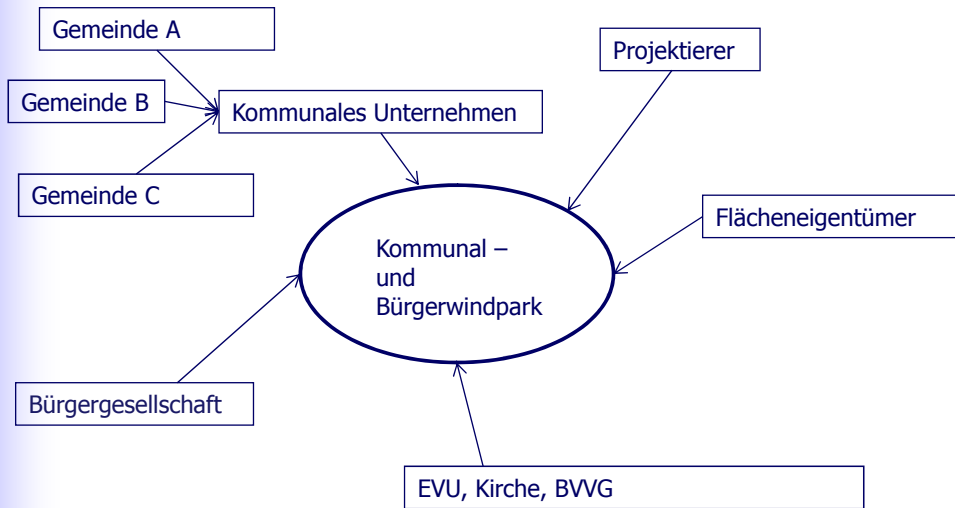 Gemeinde A
Projektierer
Gemeinde B
Kommunales Unternehmen
Gemeinde C
Flächeneigentümer
Kommunal –
und
Bürgerwindpark
Bürgergesellschaft
EVU, Kirche, BVVG